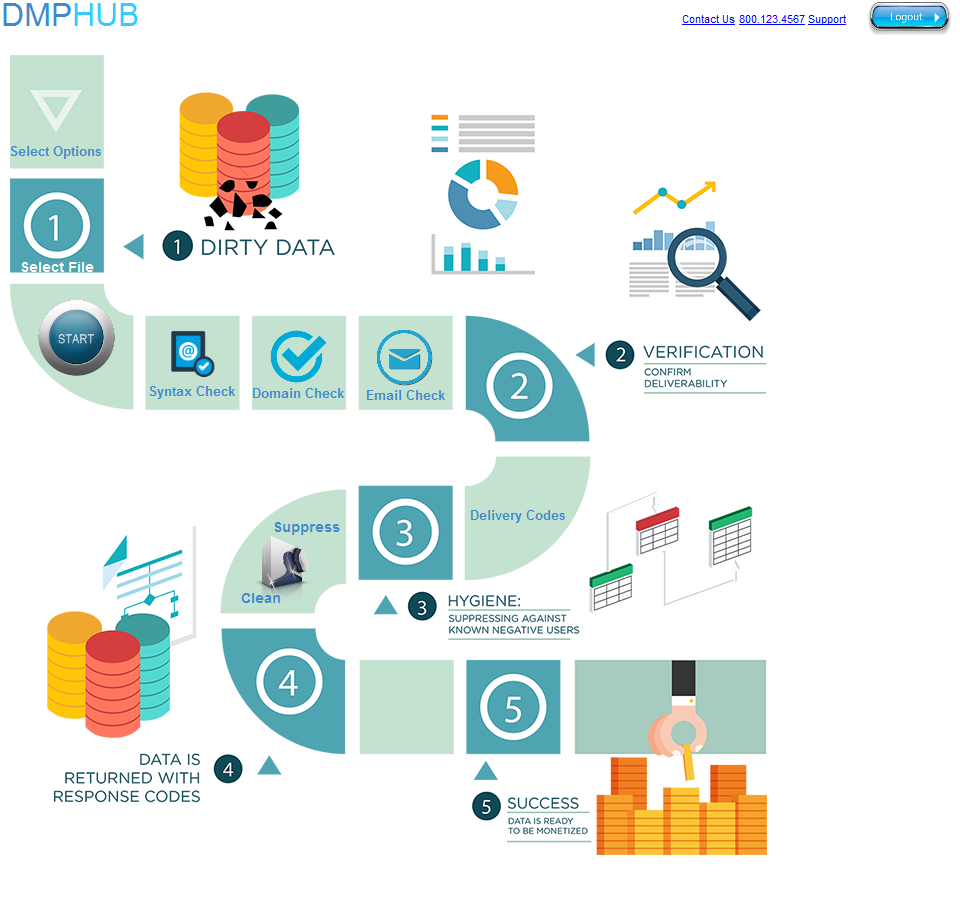 DMPHUB
Contact Us 800.123.4567 Support
Logout
Select Options
1
Select File
1 DIRTY DATA
START
Syntax Check
@
Domain Check
Email Check
2
2 VERIFICATION
CONFIRM
DELIVERABILITY
Delivery Codes
3
Suppress
Clean
3 HYGIENE:
SUPPRESSING AGAINST
KNOWN NEGATIVE USERS
4
DATA IS
RETURNED WITH
RESPONSE CODES
4
5
5 SUCCESS
DATA IS READY
TO BE MONETIZED